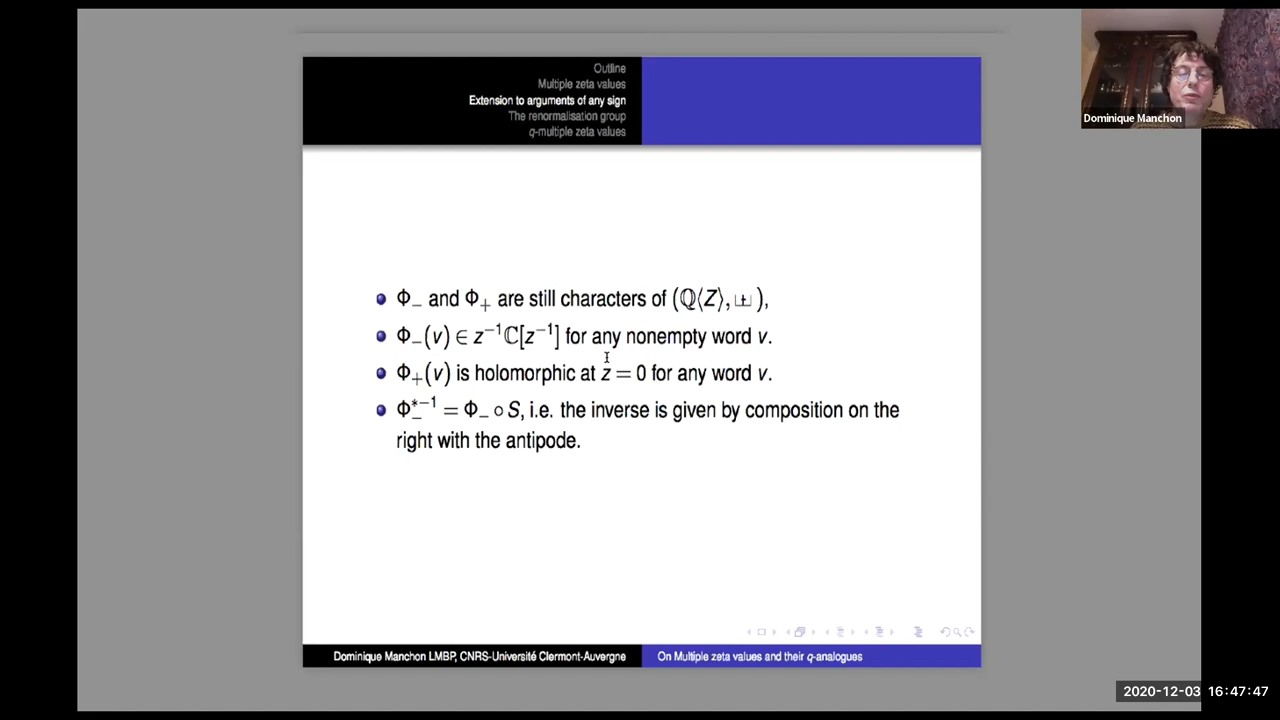 Outline
Multiple zeta values
Extension to arguments of any sign
The renormalisation group
q-multiple zeta values
Φ₋ and Φ₊ are still characters of (ℚ⟨Z⟩, ⧢),
Φ₋(v) ∈ z⁻¹ℂ[z⁻¹] for any nonempty word v.
Φ₊(v) is holomorphic at z = 0 for any word v.
Φ₋*⁻¹ = Φ₋ ∘ S, i.e. the inverse is given by composition on the
right with the antipode.
Dominique Manchon LMBP, CNRS-Université Clermont-Auvergne
On Multiple zeta values and their q-analogues
Dominique Manchon
2020-12-03 16:47:47